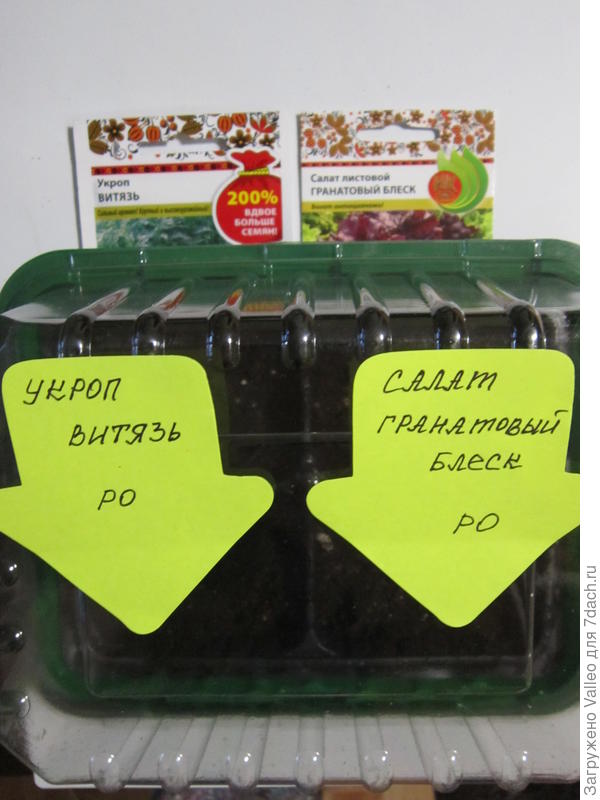 Укроп
ВИТЯЗЬ
200%
ВДВОЕ
БОЛЬШЕ
СЕМЯН!
Салат листовой
ГРАНАТОВЫЙ БЛЕСК
УКРОП
ВИТЯЗЬ
РО
САЛАТ
ГРАНАТОВЫЙ
БЛЕСК
РО
Загружено Valleo для 7dach.ru